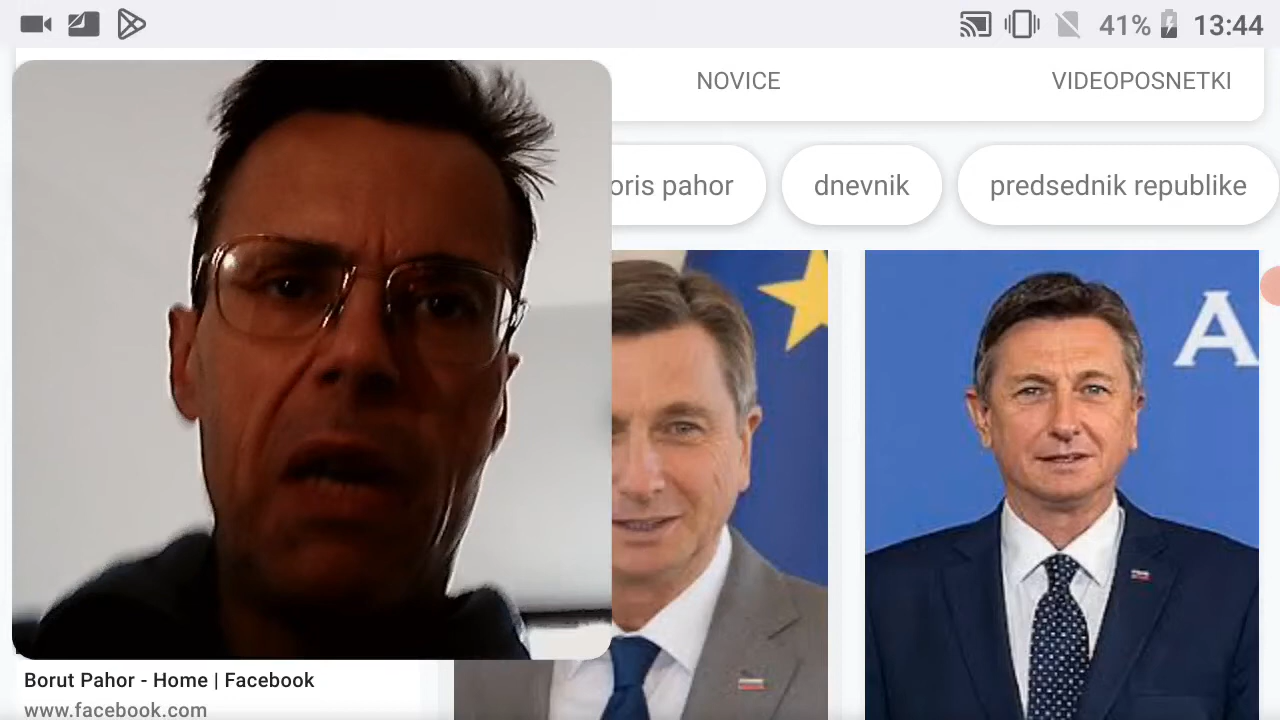 41% 13:44
NOVICE VIDEOPOSNETKI
oris pahor dnevnik predsednik republike
A
Borut Pahor - Home | Facebook
www.facebook.com